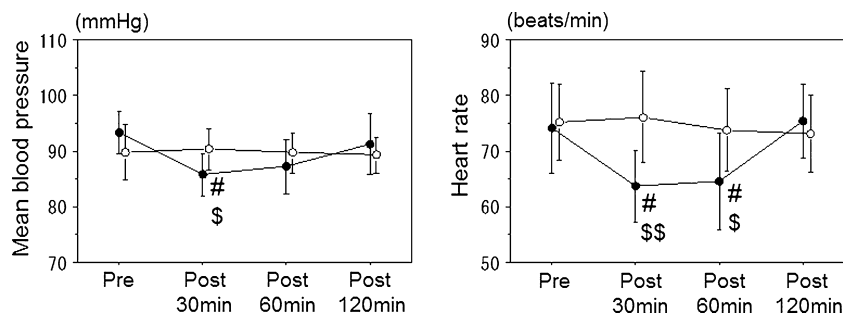 (mmHg)
Mean blood pressure
110
100
90
80
70
#
$
Pre
Post
30min
Post
60min
Post
120min
(beats/min)
Heart rate
90
80
70
60
50
#
$$
#
$
Pre
Post
30min
Post
60min
Post
120min